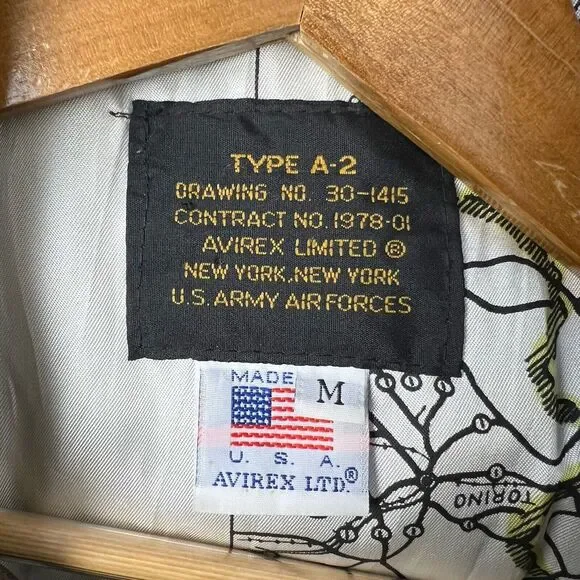 TYPE A-2
DRAWING NO. 30-1415
CONTRACT NO. 1978-01
AVIREX LIMITED ®
NEW YORK, NEW YORK
U.S. ARMY AIR FORCES
MADE
M
U. S. A.
AVIREX LTD.®
TORINO